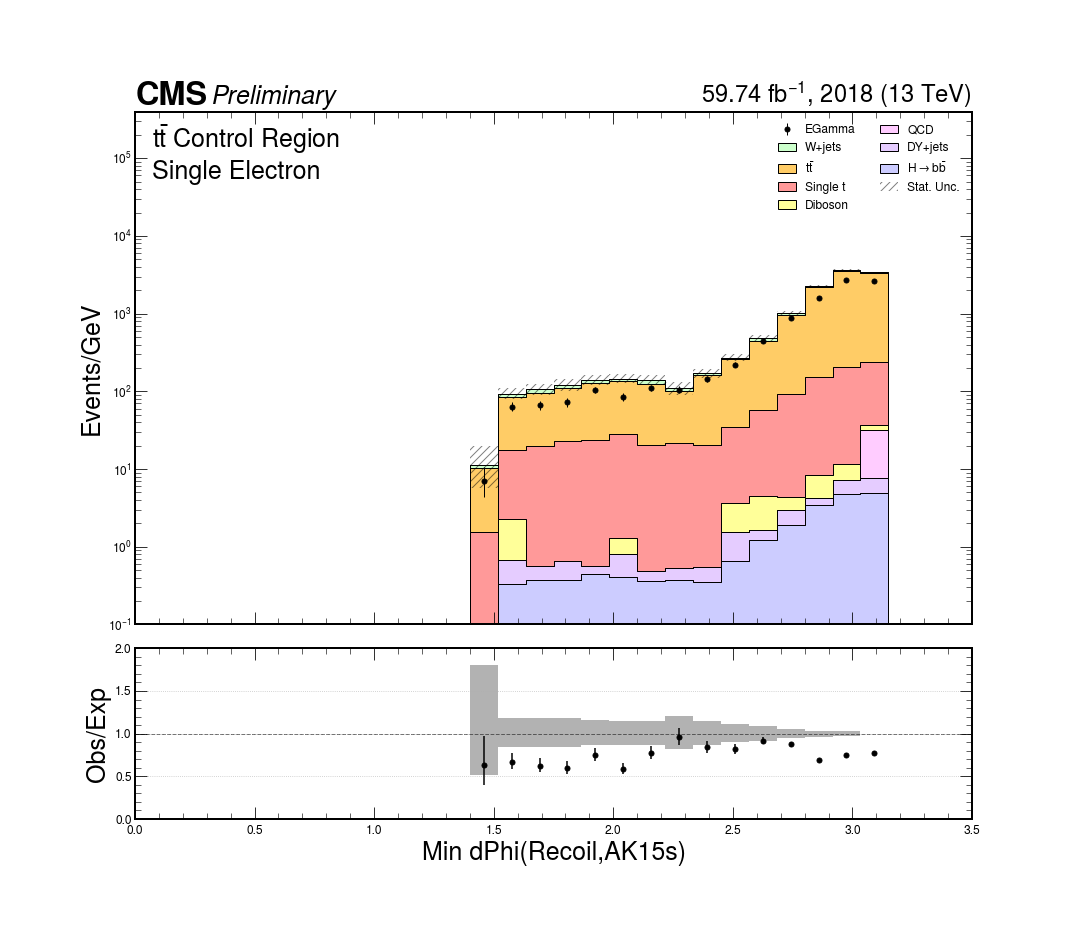 CMS Preliminary
59.74 fb⁻¹, 2018 (13 TeV)
tt̄ Control Region
Single Electron
EGamma
W+jets
tt̄
Single t
Diboson
QCD
DY+jets
H→bb̄
Stat. Unc.
Events/GeV
10⁵
10⁴
10³
10²
10¹
10⁰
10⁻¹
Obs/Exp
2.0
1.5
1.0
0.5
0.0
0.0 0.5 1.0 1.5 2.0 2.5 3.0 3.5
Min dPhi(Recoil,AK15s)